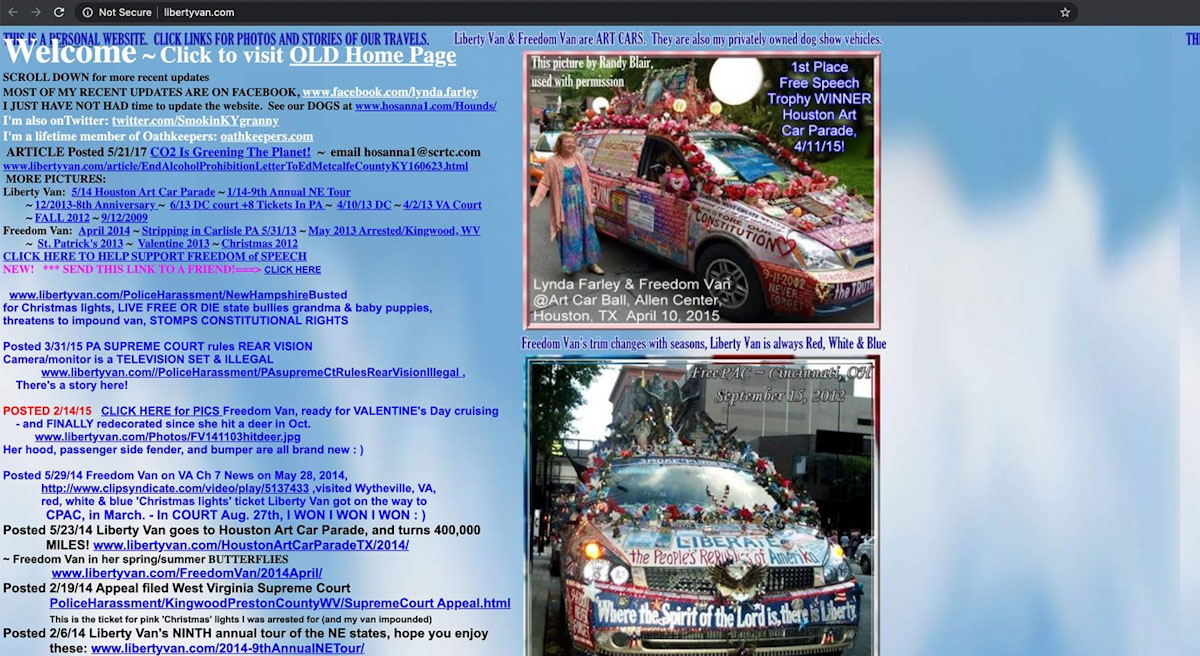 Not Secure | libertyvan.com
THIS IS A PERSONAL WEBSITE. CLICK LINKS FOR PHOTOS AND STORIES OF OUR TRAVELS.
Liberty Van & Freedom Van are ART CARS. They are also my privately owned dog show vehicles.
Welcome ~ Click to visit OLD Home Page
SCROLL DOWN for more recent updates
MOST OF MY RECENT UPDATES ARE ON FACEBOOK, www.facebook.com/lynda.farley
I JUST HAVE NOT HAD time to update the website. See our DOGS at www.hosanna1.com/Hounds/
I'm also onTwitter: twitter.com/SmokinKYgranny
I'm a lifetime member of Oathkeepers: oathkeepers.com
ARTICLE Posted 5/21/17 CO2 Is Greening The Planet! ~ email hosanna1@scrtc.com
www.libertyvan.com/article/EndAlcoholProhibitionLetterToEdMetcalfeCountyKY160623.html
MORE PICTURES:
Liberty Van: 5/14 Houston Art Car Parade ~ 1/14-9th Annual NE Tour
~ 12/2013-8th Anniversary ~ 6/13 DC court +8 Tickets In PA ~ 4/10/13 DC ~ 4/2/13 VA Court
~ FALL 2012 ~ 9/12/2009
Freedom Van: April 2014 ~ Stripping in Carlisle PA 5/31/13 ~ May 2013 Arrested/Kingwood, WV
~ St. Patrick's 2013 ~ Valentine 2013 ~ Christmas 2012
CLICK HERE TO HELP SUPPORT FREEDOM of SPEECH
NEW! *** SEND THIS LINK TO A FRIEND!===> CLICK HERE
www.libertyvan.com/PoliceHarassment/NewHampshireBusted
for Christmas lights, LIVE FREE OR DIE state bullies grandma & baby puppies,
threatens to impound van, STOMPS CONSTITUTIONAL RIGHTS
Posted 3/31/15 PA SUPREME COURT rules REAR VISION
Camera/monitor is a TELEVISION SET & ILLEGAL
www.libertyvan.com//PoliceHarassment/PAsupremeCtRulesRearVisionIllegal ,
There's a story here!
POSTED 2/14/15 CLICK HERE for PICS Freedom Van, ready for VALENTINE's Day cruising
- and FINALLY redecorated since she hit a deer in Oct.
www.libertyvan.com/Photos/FV141103hitdeer.jpg
Her hood, passenger side fender, and bumper are all brand new : )
Posted 5/29/14 Freedom Van on VA Ch 7 News on May 28, 2014,
http://www.clipsyndicate.com/video/play/5137433 ,visited Wytheville, VA,
red, white & blue 'Christmas lights' ticket Liberty Van got on the way to
CPAC, in March. - In COURT Aug. 27th, I WON I WON I WON : )
Posted 5/23/14 Liberty Van goes to Houston Art Car Parade, and turns 400,000
MILES! www.libertyvan.com/HoustonArtCarParadeTX/2014/
~ Freedom Van in her spring/summer BUTTERFLIES
www.libertyvan.com/FreedomVan/2014April/
Posted 2/19/14 Appeal filed West Virginia Supreme Court
PoliceHarassment/KingwoodPrestonCountyWV/SupremeCourt Appeal.html
This is the ticket for pink 'Christmas' lights I was arrested for (and my van impounded)
Posted 2/6/14 Liberty Van's NINTH annual tour of the NE states, hope you enjoy
these: www.libertyvan.com/2014-9thAnnualNETour/
This picture by Randy Blair,
used with permission
1st Place
Free Speech
Trophy WINNER
Houston Art
Car Parade,
4/11/15!
CONSTITUTION
9-11-2002
NEVER
FORGET
the TRUTH
Lynda Farley & Freedom Van
@Art Car Ball, Allen Center,
Houston, TX April 10, 2015
Freedom Van's trim changes with seasons, Liberty Van is always Red, White & Blue
FreePAC ~ Cincinnati, OH
September 15, 2012
LIBERATE
the PEOPLE's REPUBLIC of Amerika
Where the Spirit of the Lord is, there is Liberty.